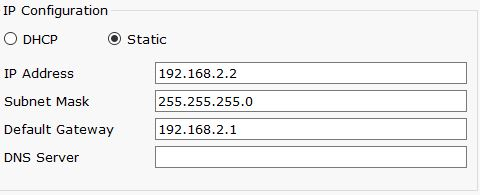 IP Configuration
DHCP Static
IP Address 192.168.2.2
Subnet Mask 255.255.255.0
Default Gateway 192.168.2.1
DNS Server